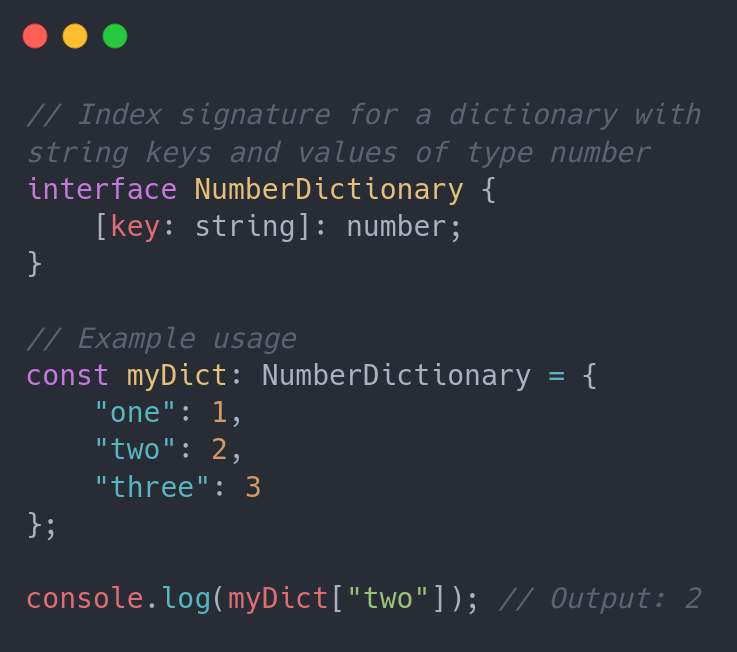 // Index signature for a dictionary with
string keys and values of type number
interface NumberDictionary {
    [key: string]: number;
}

// Example usage
const myDict: NumberDictionary = {
    "one": 1,
    "two": 2,
    "three": 3
};

console.log(myDict["two"]); // Output: 2